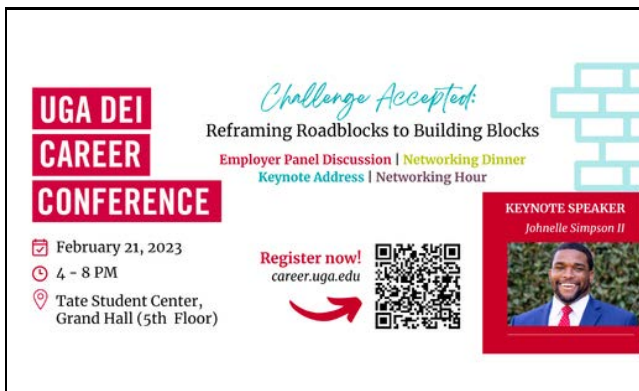 UGA DEI
CAREER
CONFERENCE
February 21, 2023
4 - 8 PM
Tate Student Center,
Grand Hall (5th Floor)
Challenge Accepted:
Reframing Roadblocks to Building Blocks
Employer Panel Discussion | Networking Dinner
Keynote Address | Networking Hour
Register now!
career.uga.edu
KEYNOTE SPEAKER
Johnelle Simpson II